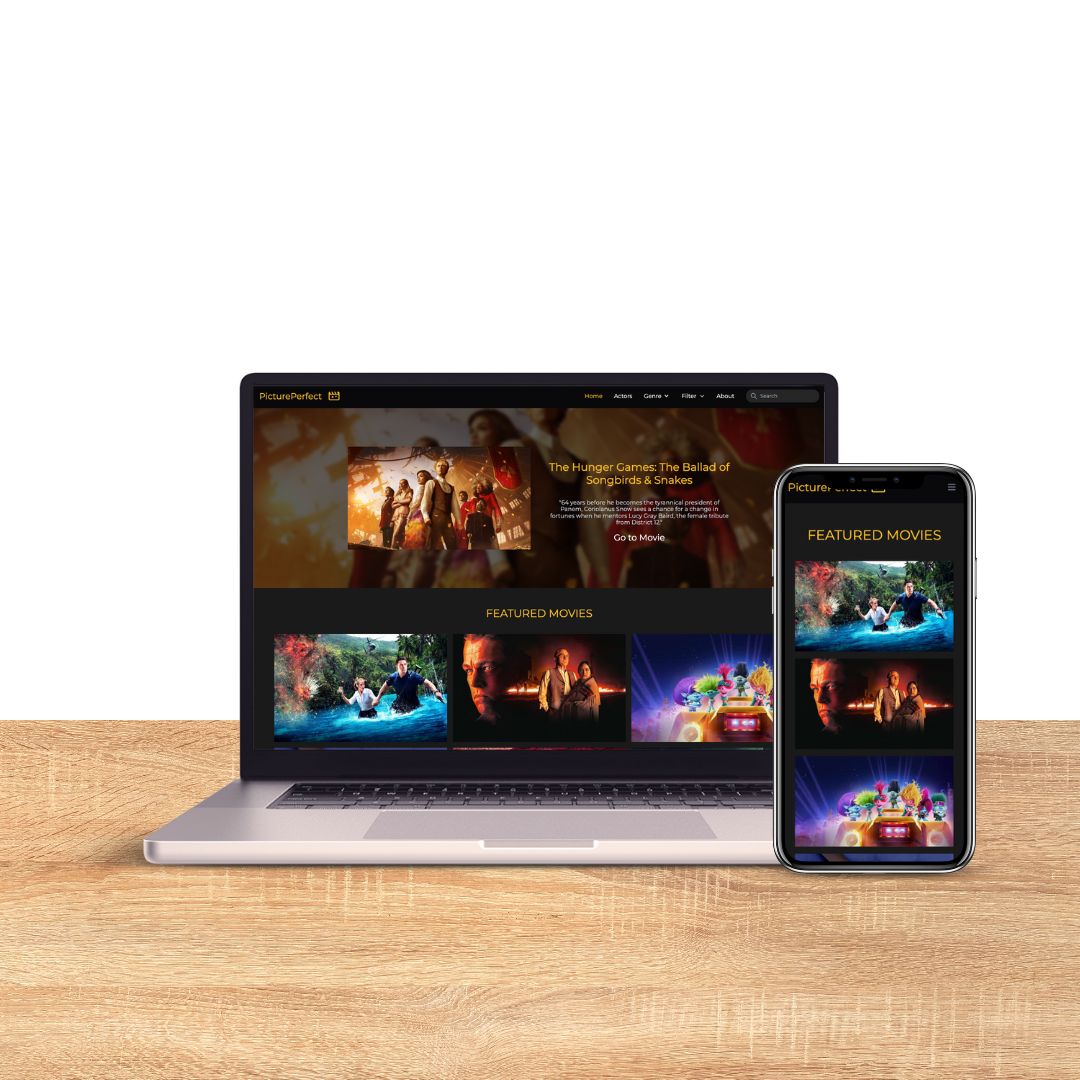 PicturePerfect
Home Actors Genre Filter About Search
The Hunger Games: The Ballad of
Songbirds & Snakes
"64 years before he becomes the tyrannical president of
Panem, Coriolanus Snow sees a chance for a change in
fortunes when he mentors Lucy Gray Baird, the female tribute
from District 12."
Go to Movie
FEATURED MOVIES
PicturePerfect
FEATURED MOVIES